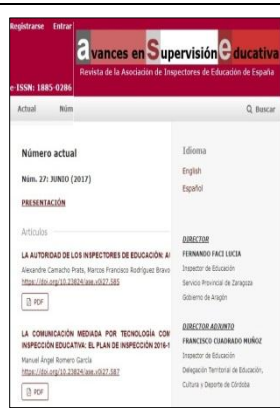 Registrarse Entrar
avances en Supervisión educativa
Revista de la Asociación de Inspectores de Educación de España
e-ISSN: 1885-0286
Actual Núm
Buscar
Número actual
Núm. 27: JUNIO (2017)
PRESENTACIÓN
Artículos
LA AUTORIDAD DE LOS INSPECTORES DE EDUCACIÓN:
Alexandre Camacho Prats, Marcos Francisco Rodríguez Bravo
https://doi.org/10.23824/ase.v0i27.585
PDF
LA COMUNICACIÓN MEDIADA POR TECNOLOGÍA COM
INSPECCIÓN EDUCATIVA: EL PLAN DE INSPECCIÓN 2016-1
Manuel Ángel Romero García
https://doi.org/10.23824/ase.v0i27.587
PDF
Idioma
English
Español
DIRECTOR
FERNANDO FACI LUCIA
Inspector de Educación
Servicio Provincial de Zaragoza
Gobierno de Aragón
DIRECTOR ADJUNTO
FRANCISCO CUADRADO MUÑOZ
Inspector de Educación
Delegación Territorial de Educación,
Cultura y Deporte de Córdoba